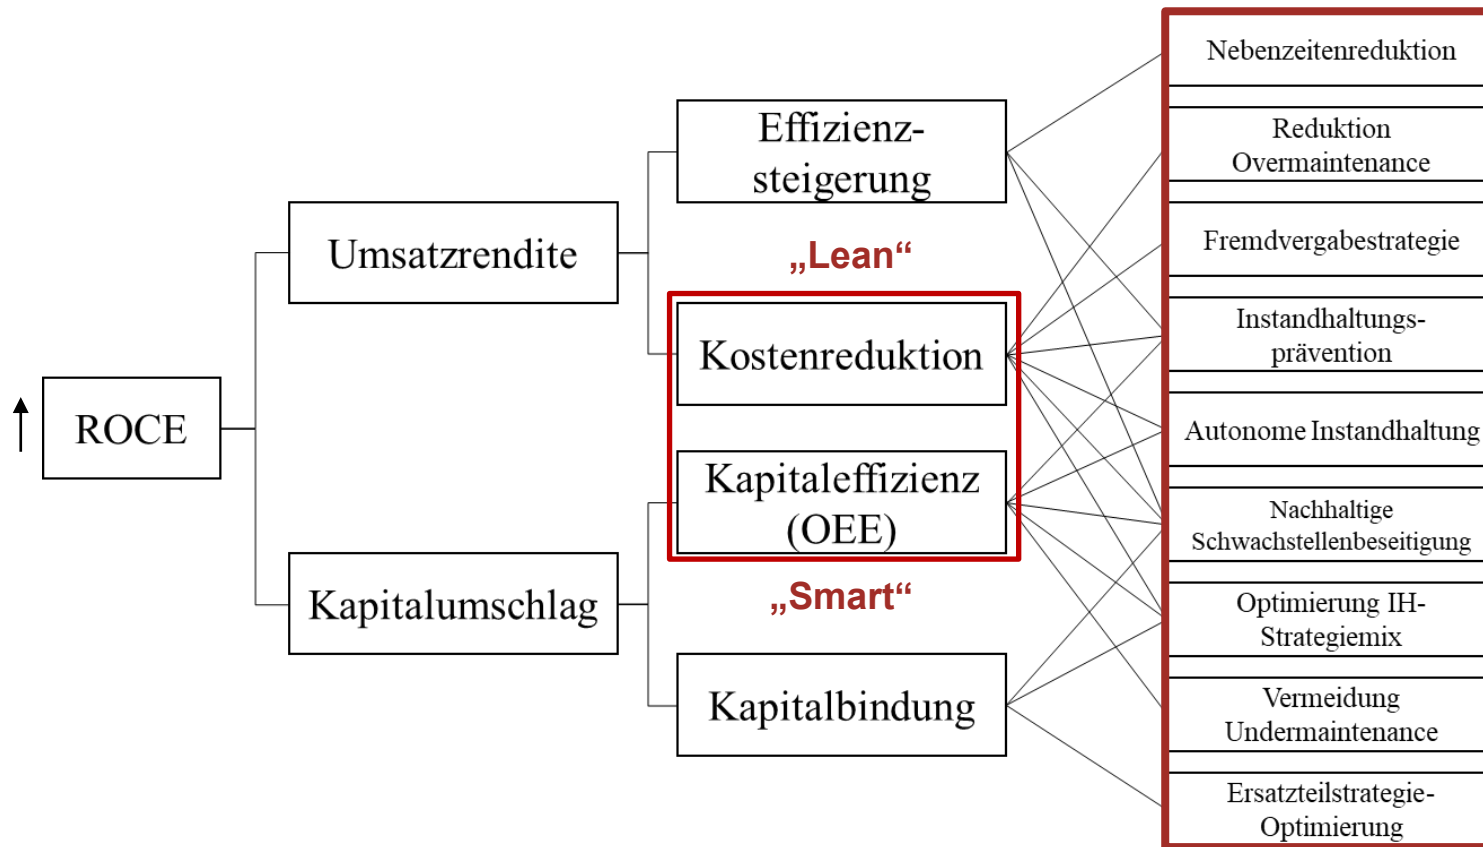 ROCE
Umsatzrendite
Kapitalumschlag
Effizienz-
steigerung
„Lean“
Kostenreduktion
Kapitaleffizienz
(OEE)
„Smart“
Kapitalbindung
Nebenzeitenreduktion
Reduktion
Overmaintenance
Fremdvergabestrategie
Instandhaltungs-
prävention
Autonome Instandhaltung
Nachhaltige
Schwachstellenbeseitigung
Optimierung IH-
Strategiemix
Vermeidung
Undermaintenance
Ersatzteilstrategie-
Optimierung